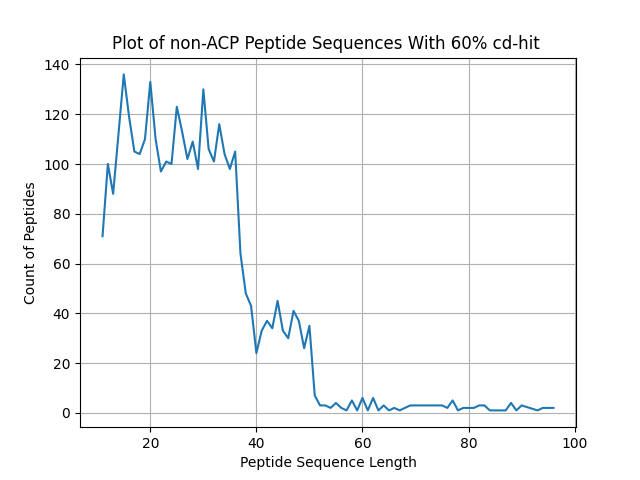 Plot of non-ACP Peptide Sequences With 60% cd-hit
140
120
100
80
60
40
20
0
Count of Peptides
20 40 60 80 100
Peptide Sequence Length